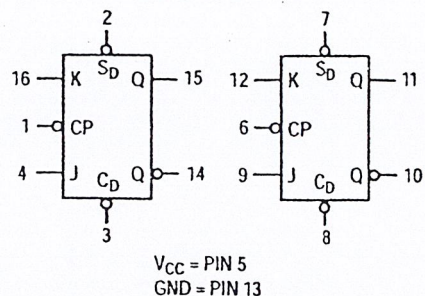 2 7
S_D S_D
16 K Q 15 12 K Q 11
1 CP 6 CP
4 J Q 14 9 J Q 10
C_D C_D
3 8
V_CC = PIN 5
GND = PIN 13